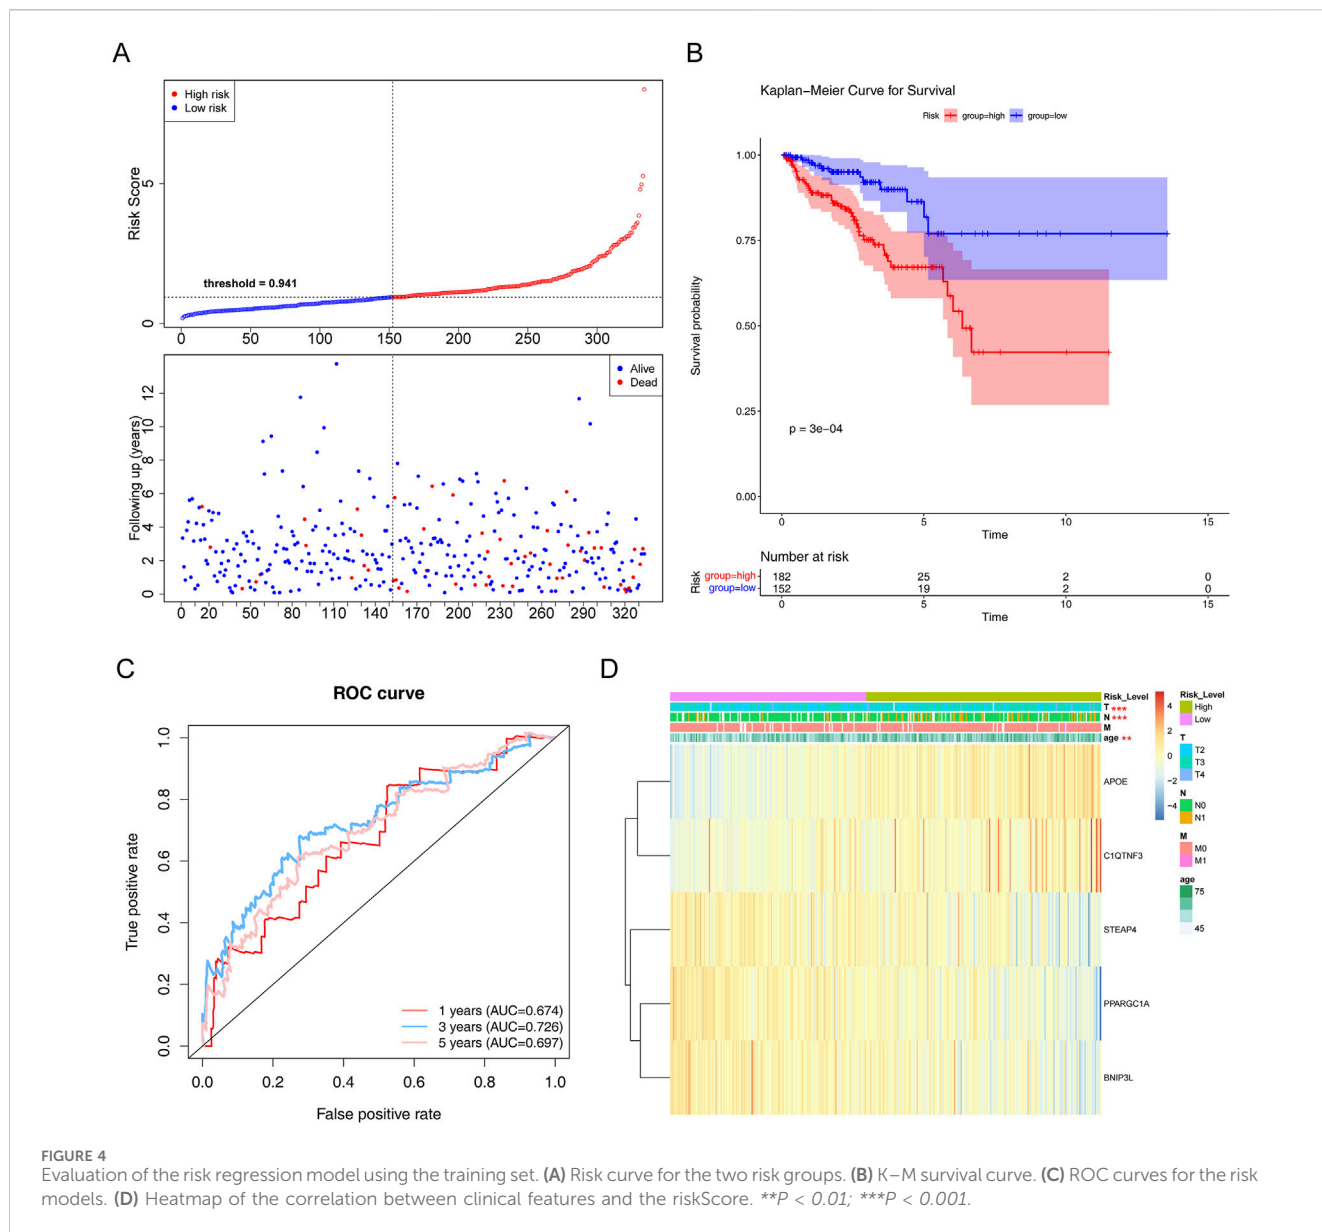 A
High risk
Low risk
Risk Score
5
0
threshold = 0.941
0 50 100 150 200 250 300
Alive
Dead
Following up (years)
12
10
8
6
4
2
0
0 20 40 60 80 110 140 170 200 230 260 290 320
B
Kaplan−Meier Curve for Survival
Risk group=high group=low
Survival probability
1.00
0.75
0.50
0.25
0.00
p = 3e−04
0 5 10 15
Time
Number at risk
Risk
group=high 182 25 2 0
group=low 152 19 2 0
0 5 10 15
Time
C
ROC curve
True positive rate
1.0
0.8
0.6
0.4
0.2
0.0
1 years (AUC=0.674)
3 years (AUC=0.726)
5 years (AUC=0.697)
0.0 0.2 0.4 0.6 0.8 1.0
False positive rate
D
Risk_Level
T ***
N ***
M
age **
APOE
C1QTNF3
STEAP4
PPARGC1A
BNIP3L
4
2
0
−2
−4
Risk_Level
High
Low
T
T2
T3
T4
N
N0
N1
M
M0
M1
age
75
45
FIGURE 4
Evaluation of the risk regression model using the training set. (A) Risk curve for the two risk groups. (B) K–M survival curve. (C) ROC curves for the risk
models. (D) Heatmap of the correlation between clinical features and the riskScore. **P < 0.01; ***P < 0.001.